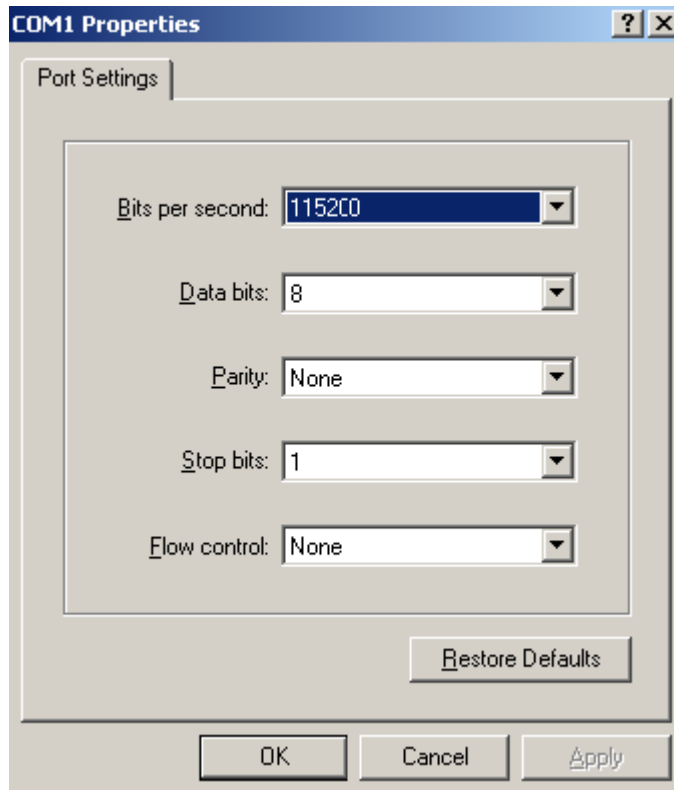 COM1 Properties
Port Settings
Bits per second: 115200
Data bits: 8
Parity: None
Stop bits: 1
Flow control: None
Restore Defaults
OK Cancel Apply